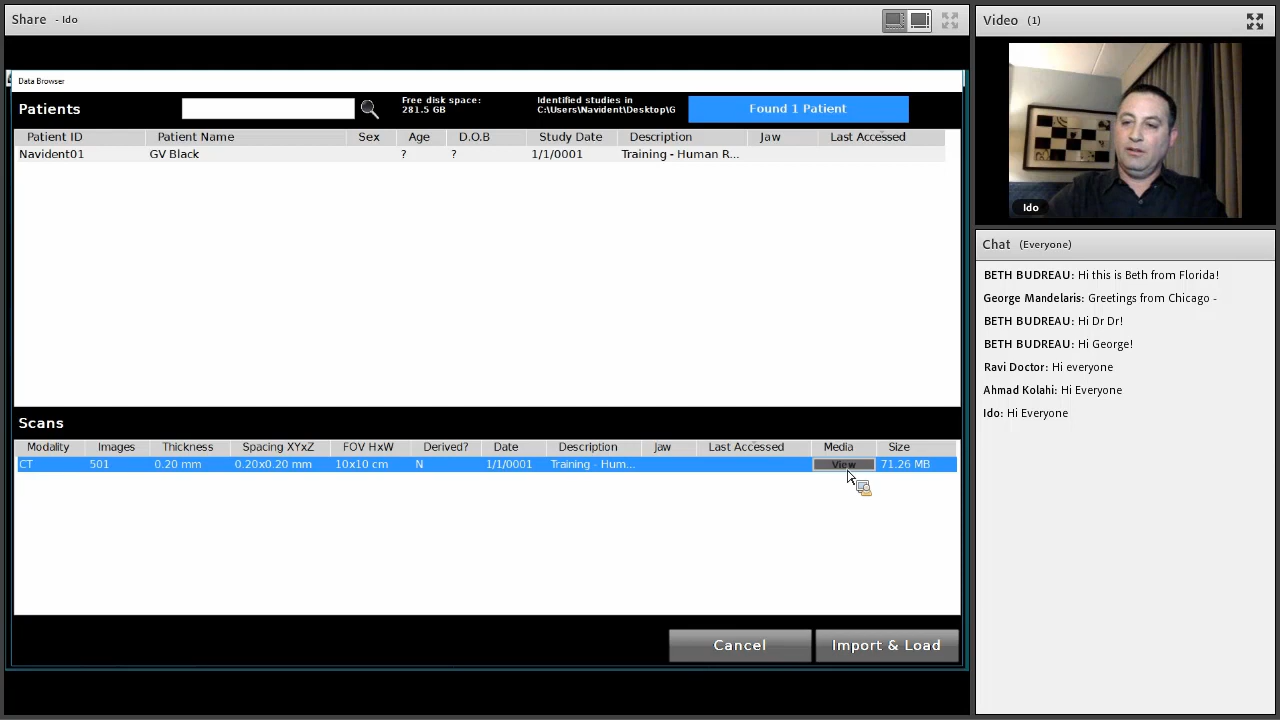 Share - Ido
Data Browser
Patients
Free disk space:
281.5 GB
Identified studies in
C:\Users\Navident\Desktop\G
Found 1 Patient
Patient ID Patient Name Sex Age D.O.B Study Date Description Jaw Last Accessed
Navident01 GV Black ? ? 1/1/0001 Training - Human R...
Scans
Modality Images Thickness Spacing XYxZ FOV HxW Derived? Date Description Jaw Last Accessed Media Size
CT 501 0.20 mm 0.20x0.20 mm 10x10 cm N 1/1/0001 Training - Hum... View 71.26 MB
Cancel Import & Load
Video (1)
Ido
Chat (Everyone)
BETH BUDREAU: Hi this is Beth from Florida!
George Mandelaris: Greetings from Chicago -
BETH BUDREAU: Hi Dr Dr!
BETH BUDREAU: Hi George!
Ravi Doctor: Hi everyone
Ahmad Kolahi: Hi Everyone
Ido: Hi Everyone